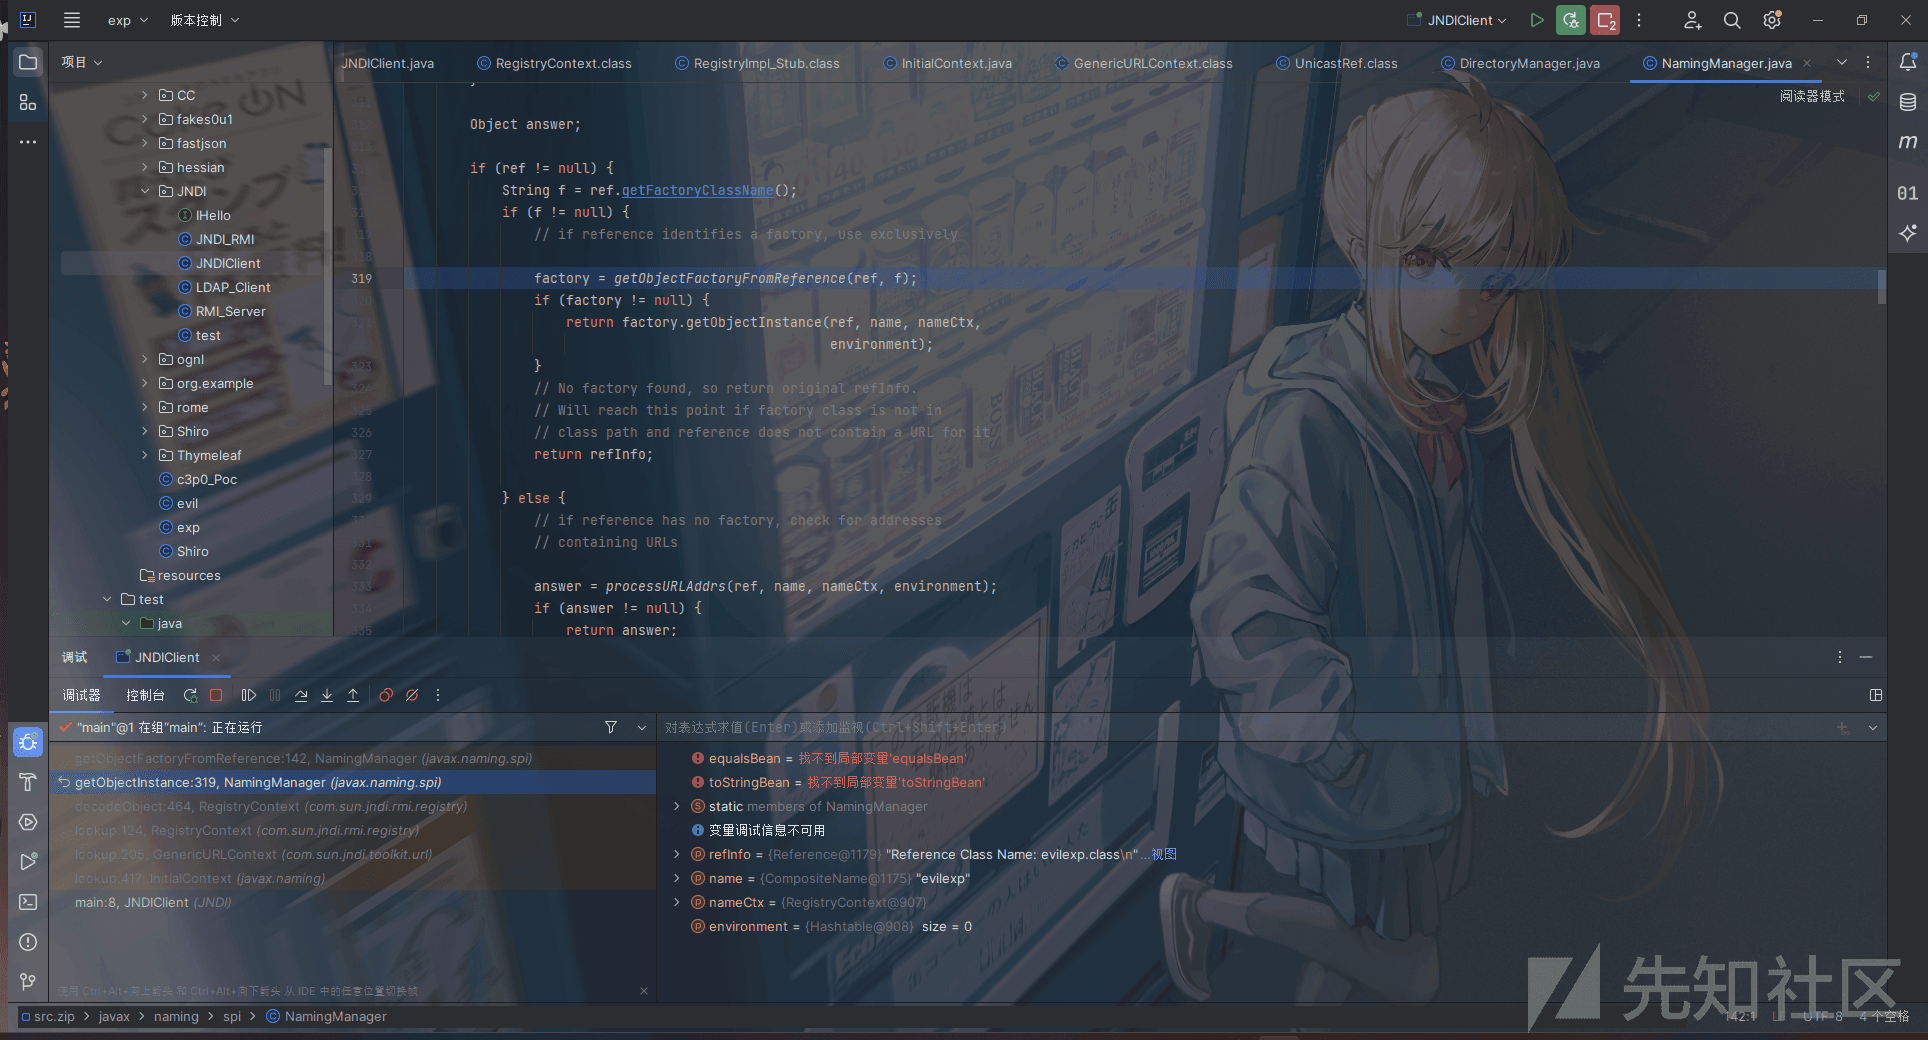 exp 版本控制 JNDIClient
项目
CC
fakes0u1
fastjson
hessian
JNDI
IHello
JNDI_RMI
JNDIClient
LDAP_Client
RMI_Server
test
ognl
org.example
rome
Shiro
Thymeleaf
c3p0_Poc
evil
exp
Shiro
resources
test
java
JNDIClient.java RegistryContext.class RegistryImpl_Stub.class InitialContext.java GenericURLContext.class UnicastRef.class DirectoryManager.java NamingManager.java
阅读器模式
Object answer;
if (ref != null) {
String f = ref.getFactoryClassName();
if (f != null) {
// if reference identifies a factory, use exclusively
319 factory = getObjectFactoryFromReference(ref, f);
if (factory != null) {
return factory.getObjectInstance(ref, name, nameCtx,
environment);
323 }
324 // No factory found, so return original refInfo.
325 // Will reach this point if factory class is not in
326 // class path and reference does not contain a URL for it
327 return refInfo;
328
329 } else {
// if reference has no factory, check for addresses
331 // containing URLs
332
333 answer = processURLAddrs(ref, name, nameCtx, environment);
334 if (answer != null) {
335 return answer;
调试 JNDIClient
调试器 控制台
"main"@1 在组"main": 正在运行
getObjectFactoryFromReference:142, NamingManager (javax.naming.spi)
getObjectInstance:319, NamingManager (javax.naming.spi)
decodeObject:464, RegistryContext (com.sun.jndi.rmi.registry)
lookup:124, RegistryContext (com.sun.jndi.rmi.registry)
lookup:205, GenericURLContext (com.sun.jndi.toolkit.url)
lookup:417, InitialContext (javax.naming)
main:8, JNDIClient (JNDI)
使用 Ctrl+Alt+向上箭头 和 Ctrl+Alt+向下箭头 从 IDE 中的任意位置切换帧
对表达式求值(Enter)或添加监视(Ctrl+Shift+Enter)
equalsBean = 找不到局部变量'equalsBean'
toStringBean = 找不到局部变量'toStringBean'
static members of NamingManager
变量调试信息不可用
refInfo = {Reference@1179} "Reference Class Name: evilexp.class\n"...视图
name = {CompositeName@1175} "evilexp"
nameCtx = {RegistryContext@907}
environment = {Hashtable@908} size = 0
src.zip javax naming spi NamingManager
142:1 LF UTF-8 4 个空格
先知社区